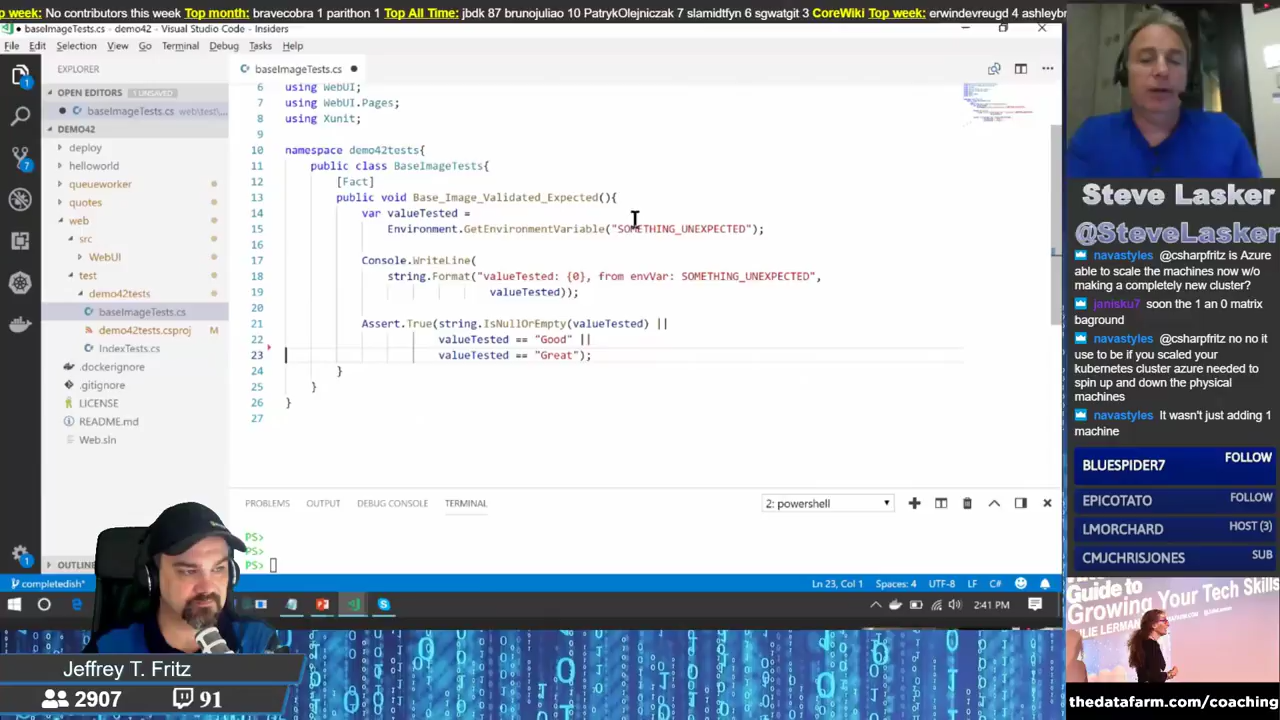 p week: No contributors this week Top month: bravecobra 1 parithon 1 Top All Time: jbdk 87 brunojuliao 10 PatrykOlejniczak 7 slamidtfyn 6 sgwatgit 3 CoreWiki Top week: erwindevreugd 4 ashleybr
baseImageTests.cs - demo42 - Visual Studio Code - Insiders
File Edit Selection View Go Terminal Debug Tasks Help
EXPLORER
OPEN EDITORS 1 UNSAVED
baseImageTests.cs web\test\...
DEMO42
deploy
helloworld
queueworker
quotes
web
src
WebUI
test
demo42tests
baseImageTests.cs
demo42tests.csproj M
IndexTests.cs
.dockerignore
.gitignore
LICENSE
README.md
Web.sln
baseImageTests.cs
6 using WebUI;
7 using WebUI.Pages;
8 using Xunit;
9
10 namespace demo42tests{
11 public class BaseImageTests{
12 [Fact]
13 public void Base_Image_Validated_Expected(){
14 var valueTested =
15 Environment.GetEnvironmentVariable("SOMETHING_UNEXPECTED");
16
17 Console.WriteLine(
18 string.Format("valueTested: {0}, from envVar: SOMETHING_UNEXPECTED",
19 valueTested));
20
21 Assert.True(string.IsNullOrEmpty(valueTested) ||
22 valueTested == "Good" ||
23 valueTested == "Great");
24 }
25 }
26 }
27
PROBLEMS OUTPUT DEBUG CONSOLE TERMINAL
2: powershell
PS>
PS>
PS>
completedish*
Ln 23, Col 1 Spaces: 4 UTF-8 LF C#
2:41 PM
Steve Lasker
@SteveLasker
navastyles @csharpfritz is Azure
able to scale the machines now w/o
making a completely new cluster?
janisku7 soon the 1 an 0 matrix
baground
navastyles @csharpfritz no no it
use to be if you scaled your
kubernetes cluster azure needed to
spin up and down the physical
machines
navastyles It wasn't just adding 1
machine
BLUESPIDER7 FOLLOW
EPICOTATO FOLLOW
LMORCHARD HOST (3)
CMJCHRISJONES SUB
Guide to
Growing Your Tech Skills
thedatafarm.com/coaching
Jeffrey T. Fritz
2907 91